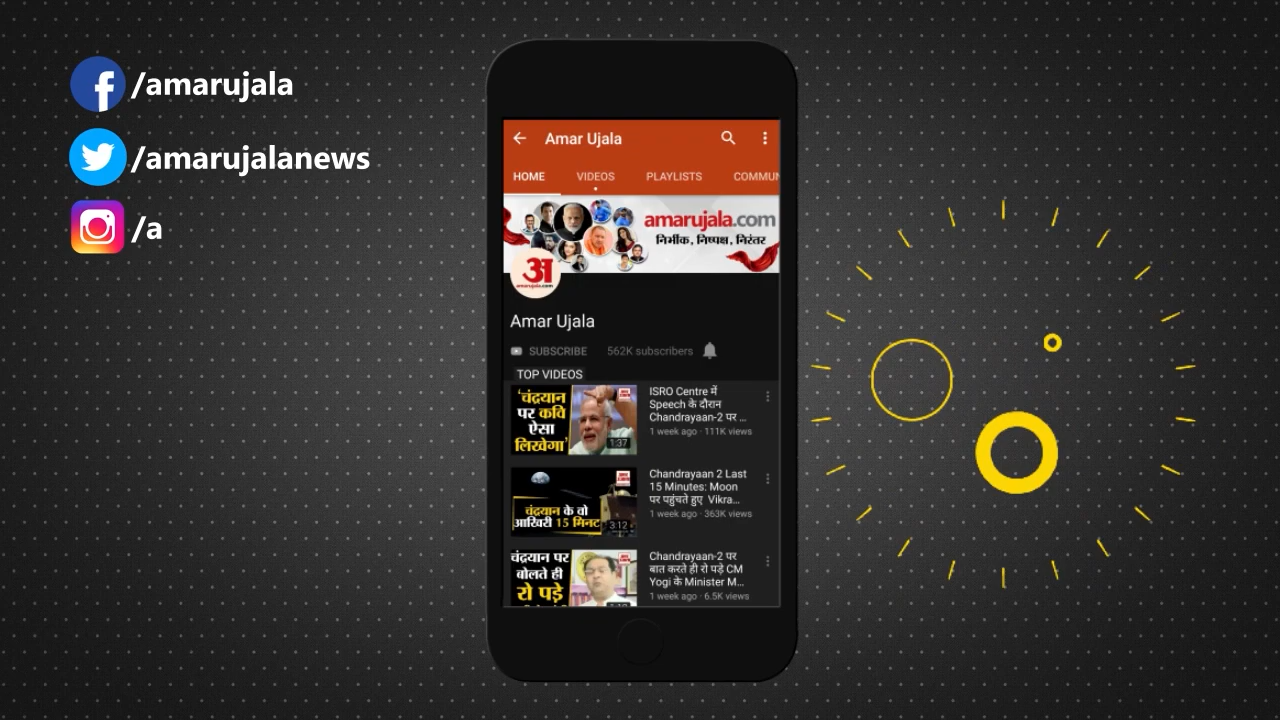 /amarujala
/amarujalanews
/a
Amar Ujala
HOME VIDEOS PLAYLISTS COMMUN
amarujala.com
निर्भीक, निष्पक्ष, निरंतर
अ
amarujala.com
Amar Ujala
SUBSCRIBE 562K subscribers
TOP VIDEOS
'चंद्रयान
पर कवि
ऐसा
लिखेगा'
1:37
ISRO Centre में
Speech के दौरान
Chandrayaan-2 पर ...
1 week ago · 111K views
चंद्रयान के वो
आखिरी 15 मिनट
3:12
Chandrayaan 2 Last
15 Minutes: Moon
पर पहुंचते हुए Vikra...
1 week ago · 363K views
चंद्रयान पर
बोलते ही
रो पड़े
Chandrayaan-2 पर
बात करते ही रो पड़े CM
Yogi के Minister M...
1 week ago · 6.5K views